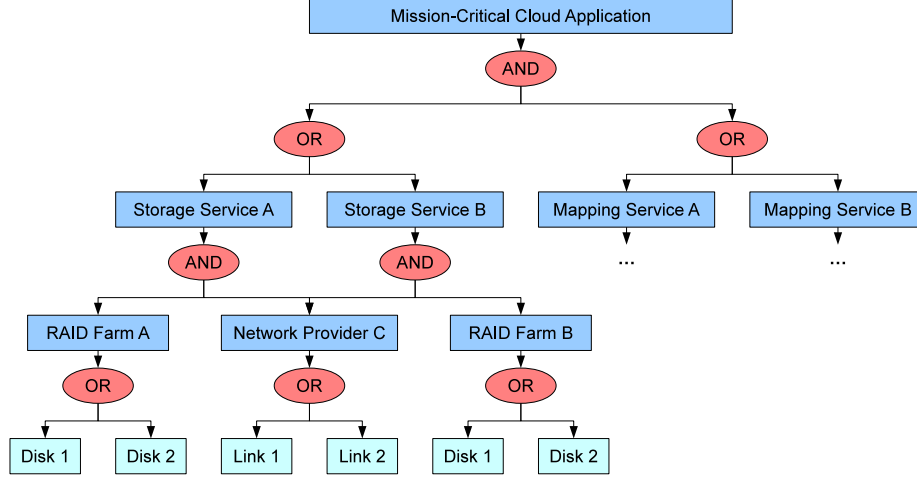 Mission-Critical Cloud Application
AND
OR
OR
Storage Service A
Storage Service B
Mapping Service A
Mapping Service B
AND
AND
...
...
RAID Farm A
Network Provider C
RAID Farm B
OR
OR
OR
Disk 1
Disk 2
Link 1
Link 2
Disk 1
Disk 2